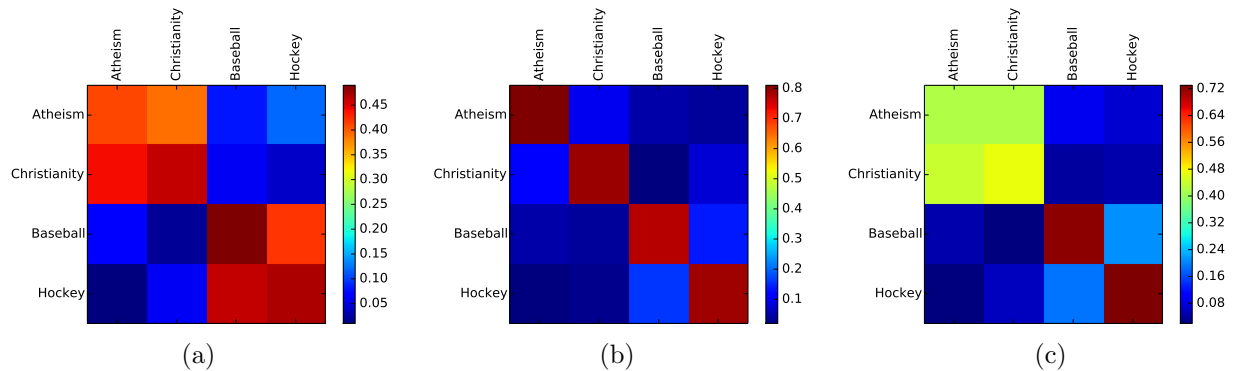 Atheism
Christianity
Baseball
Hockey
Atheism
Christianity
Baseball
Hockey
0.45
0.40
0.35
0.30
0.25
0.20
0.15
0.10
0.05
(a)
Atheism
Christianity
Baseball
Hockey
Atheism
Christianity
Baseball
Hockey
0.8
0.7
0.6
0.5
0.4
0.3
0.2
0.1
(b)
Atheism
Christianity
Baseball
Hockey
Atheism
Christianity
Baseball
Hockey
0.72
0.64
0.56
0.48
0.40
0.32
0.24
0.16
0.08
(c)